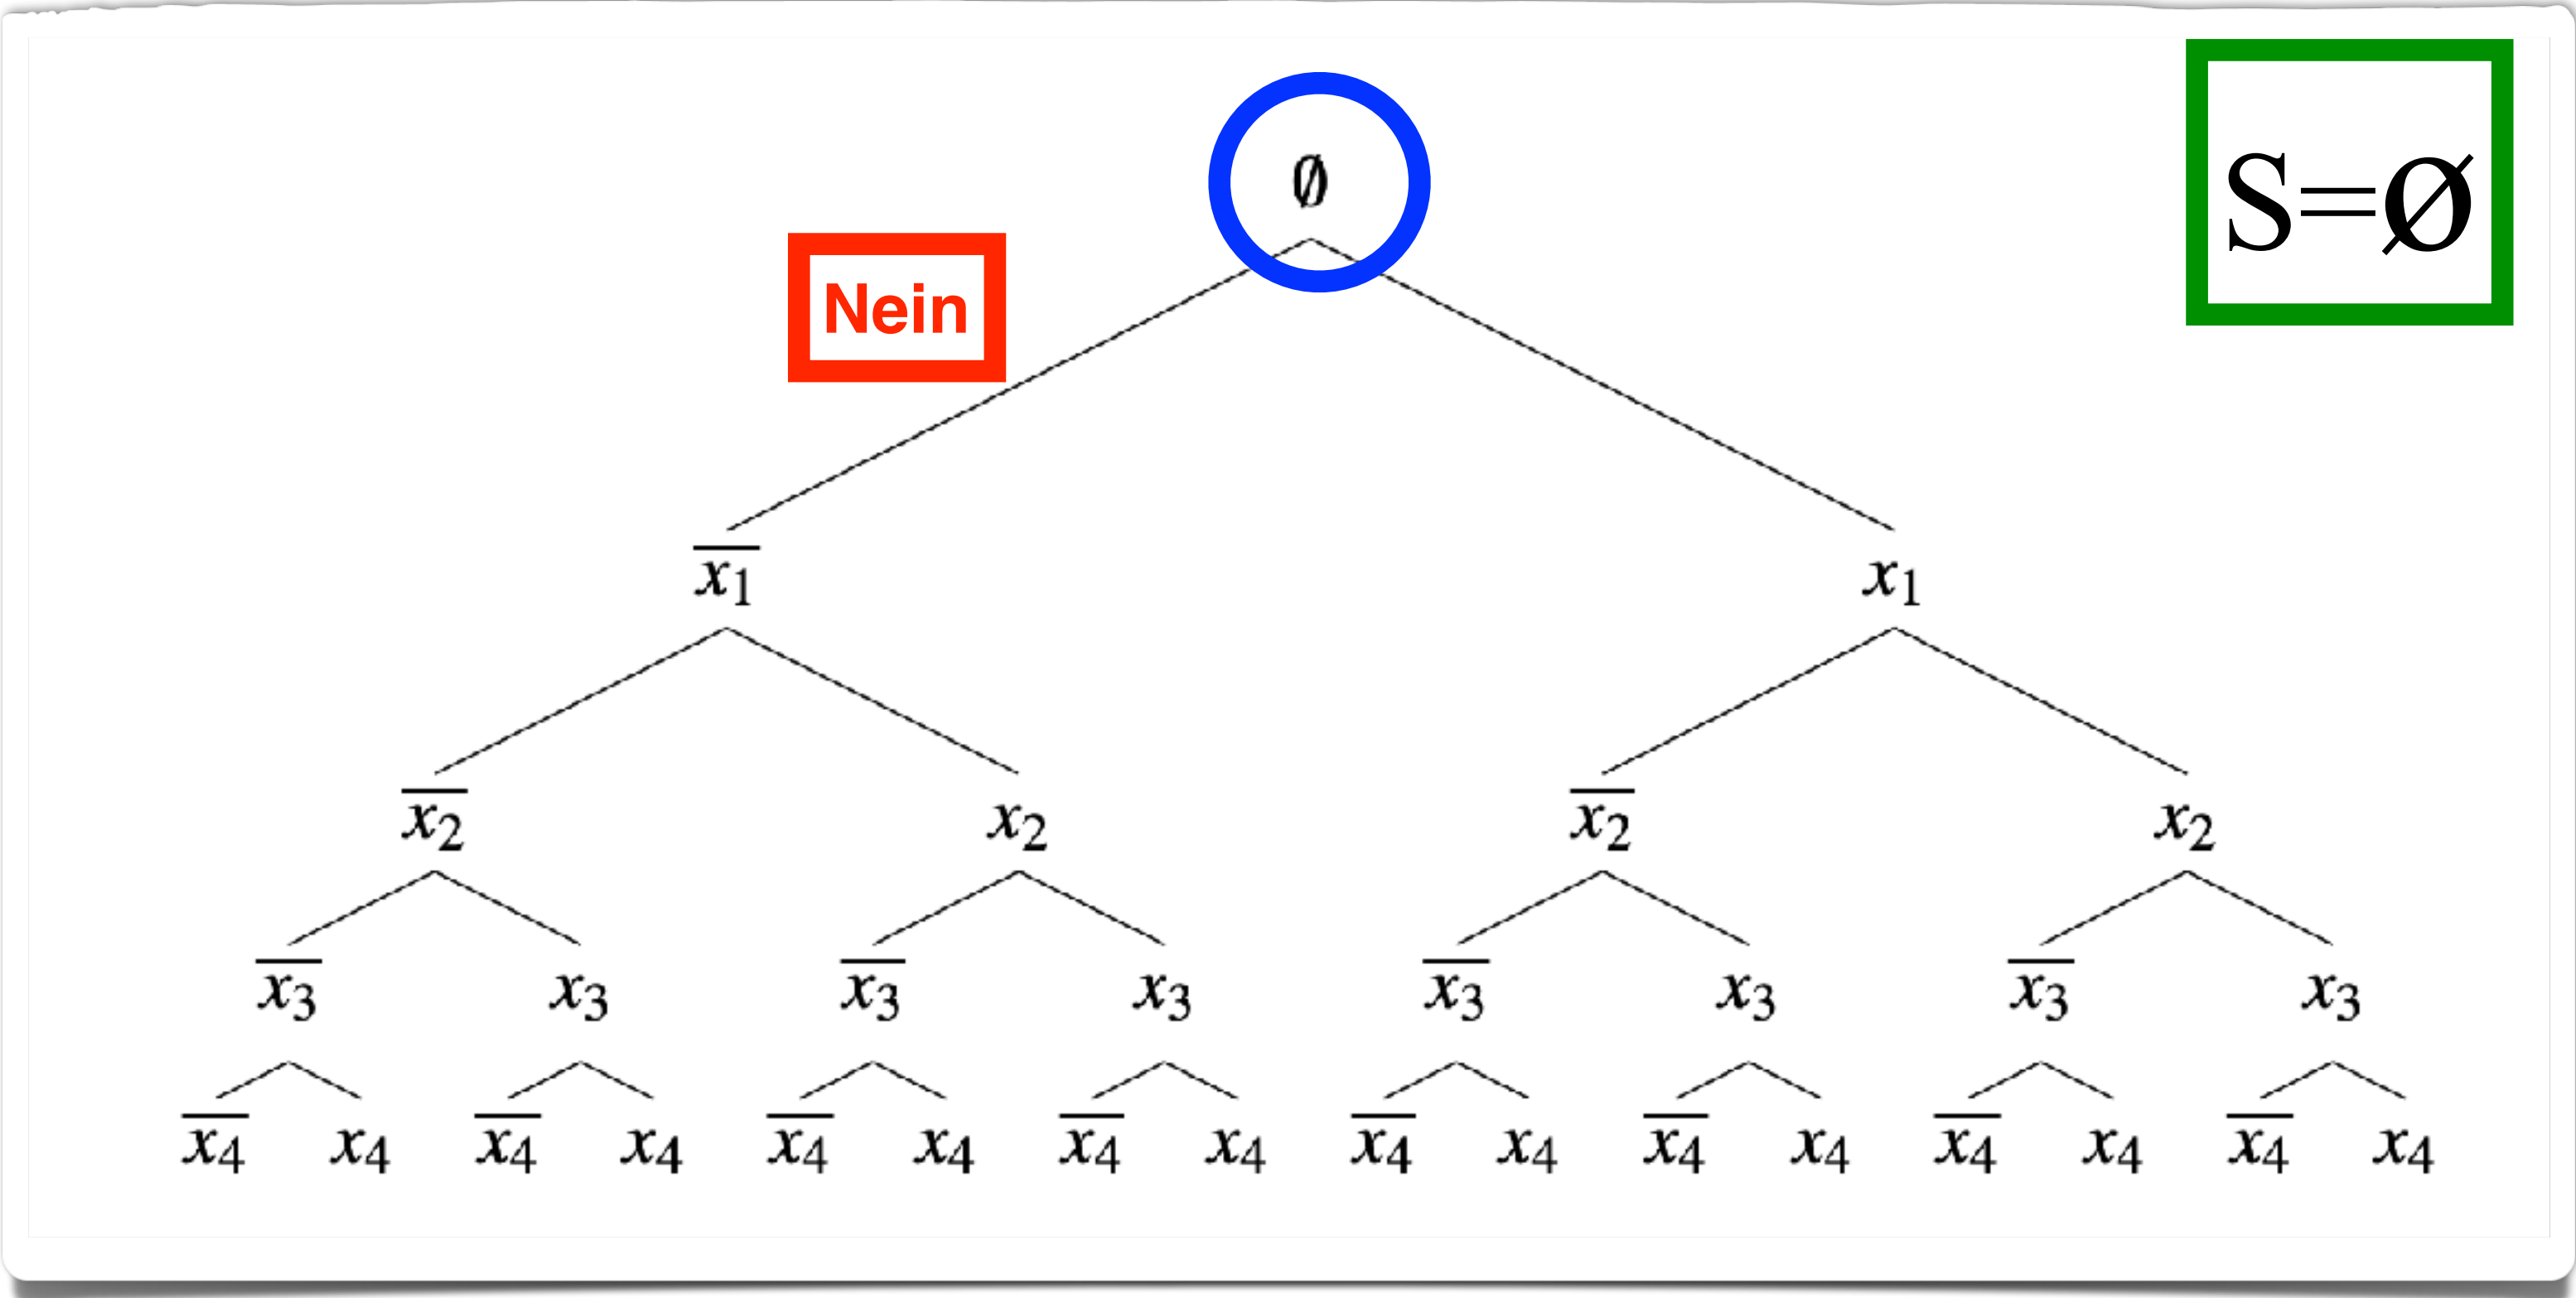 ∅
S=Ø
Nein
x̅₁ x₁
x̅₂ x₂ x̅₂ x₂
x̅₃ x₃ x̅₃ x₃ x̅₃ x₃ x̅₃ x₃
x̅₄ x₄ x̅₄ x₄ x̅₄ x₄ x̅₄ x₄ x̅₄ x₄ x̅₄ x₄ x̅₄ x₄ x̅₄ x₄